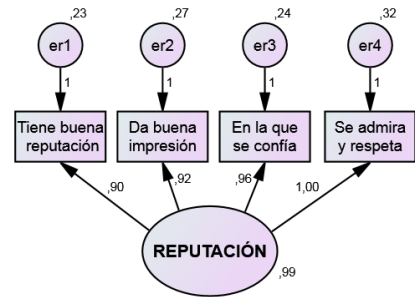 ,23
,27
,24
,32
er1
er2
er3
er4
1
1
1
1
Tiene buena
reputación
Da buena
impresión
En la que
se confía
Se admira
y respeta
,90
,92
,96
1,00
REPUTACIÓN
,99